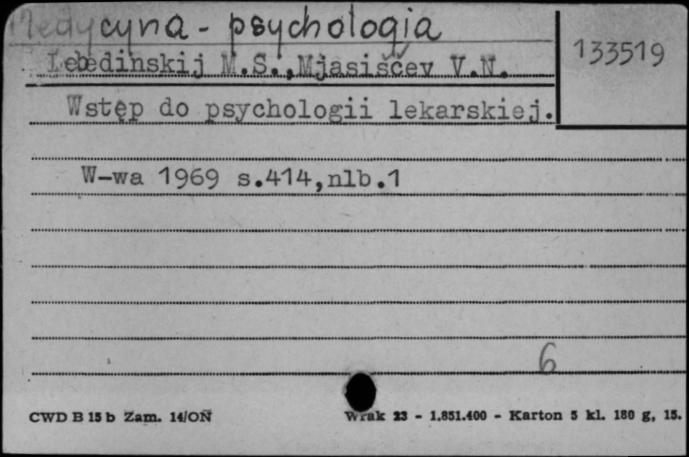 Medycyna - psychologia
133519
Lebedinskij M.S.,Mjasiščev V.N.
Wstęp do psychologii lekarskiej.
W-wa 1969 s.414,nlb.1
6
CWD B 15 b Zam. 14/ON
23 - 1.851.400 - Karton 5 kl. 180 g, 15.